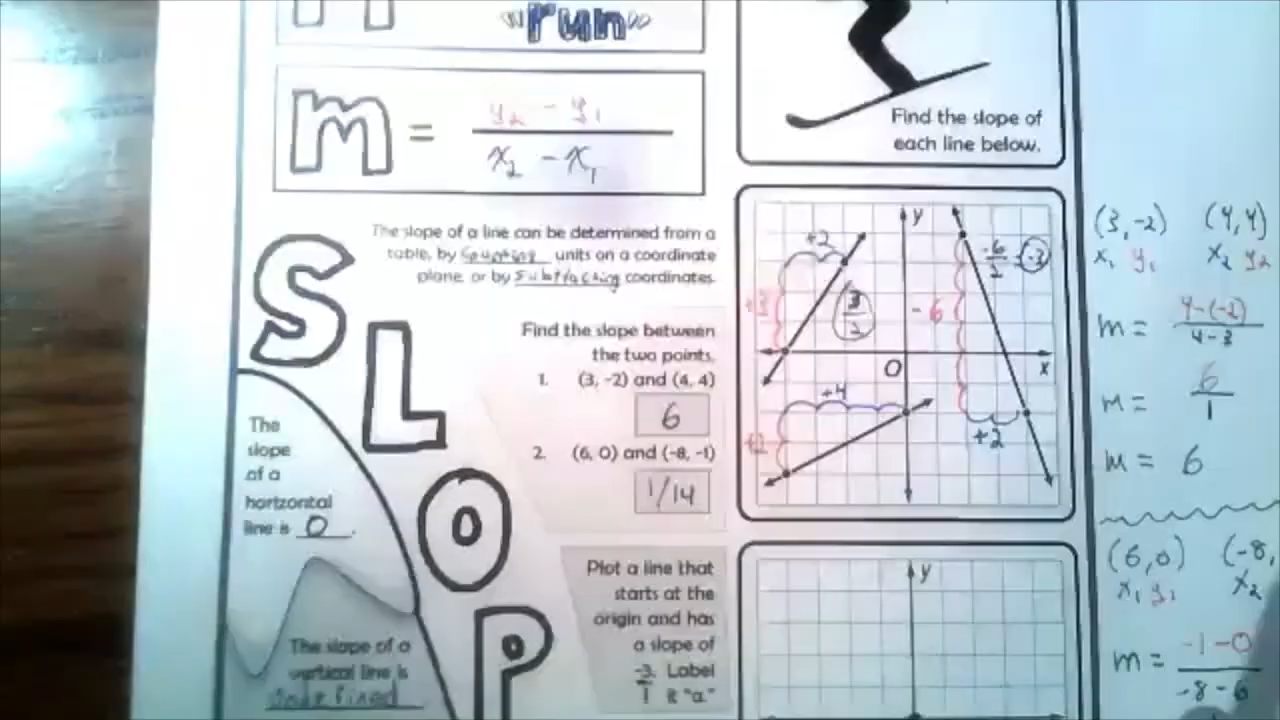 "run"
m = y₂ - y₁
x₂ - x₁
Find the slope of
each line below.
The slope of a line can be determined from a
table, by counting units on a coordinate
plane, or by subtracting coordinates.
SLOP
Find the slope between
the two points.
1. (3, -2) and (4, 4)
6
2. (6, 0) and (-8, -1)
1/14
The
slope
of a
horizontal
line is 0.
The slope of a
vertical line is
undefined
Plot a line that
starts at the
origin and has
a slope of
-3. Label
1 it "a"
y
+2
+3
3
2
-6
-6
2 = -3
O
x
+4
+2
+2
y
(3, -2) (4, 4)
x₁ y₁ x₂ y₂
m = 4-(-2)
4-3
m = 6
1
m = 6
(6, 0) (-8,
x₁ y₁ x₂
m = -1-0
-8-6